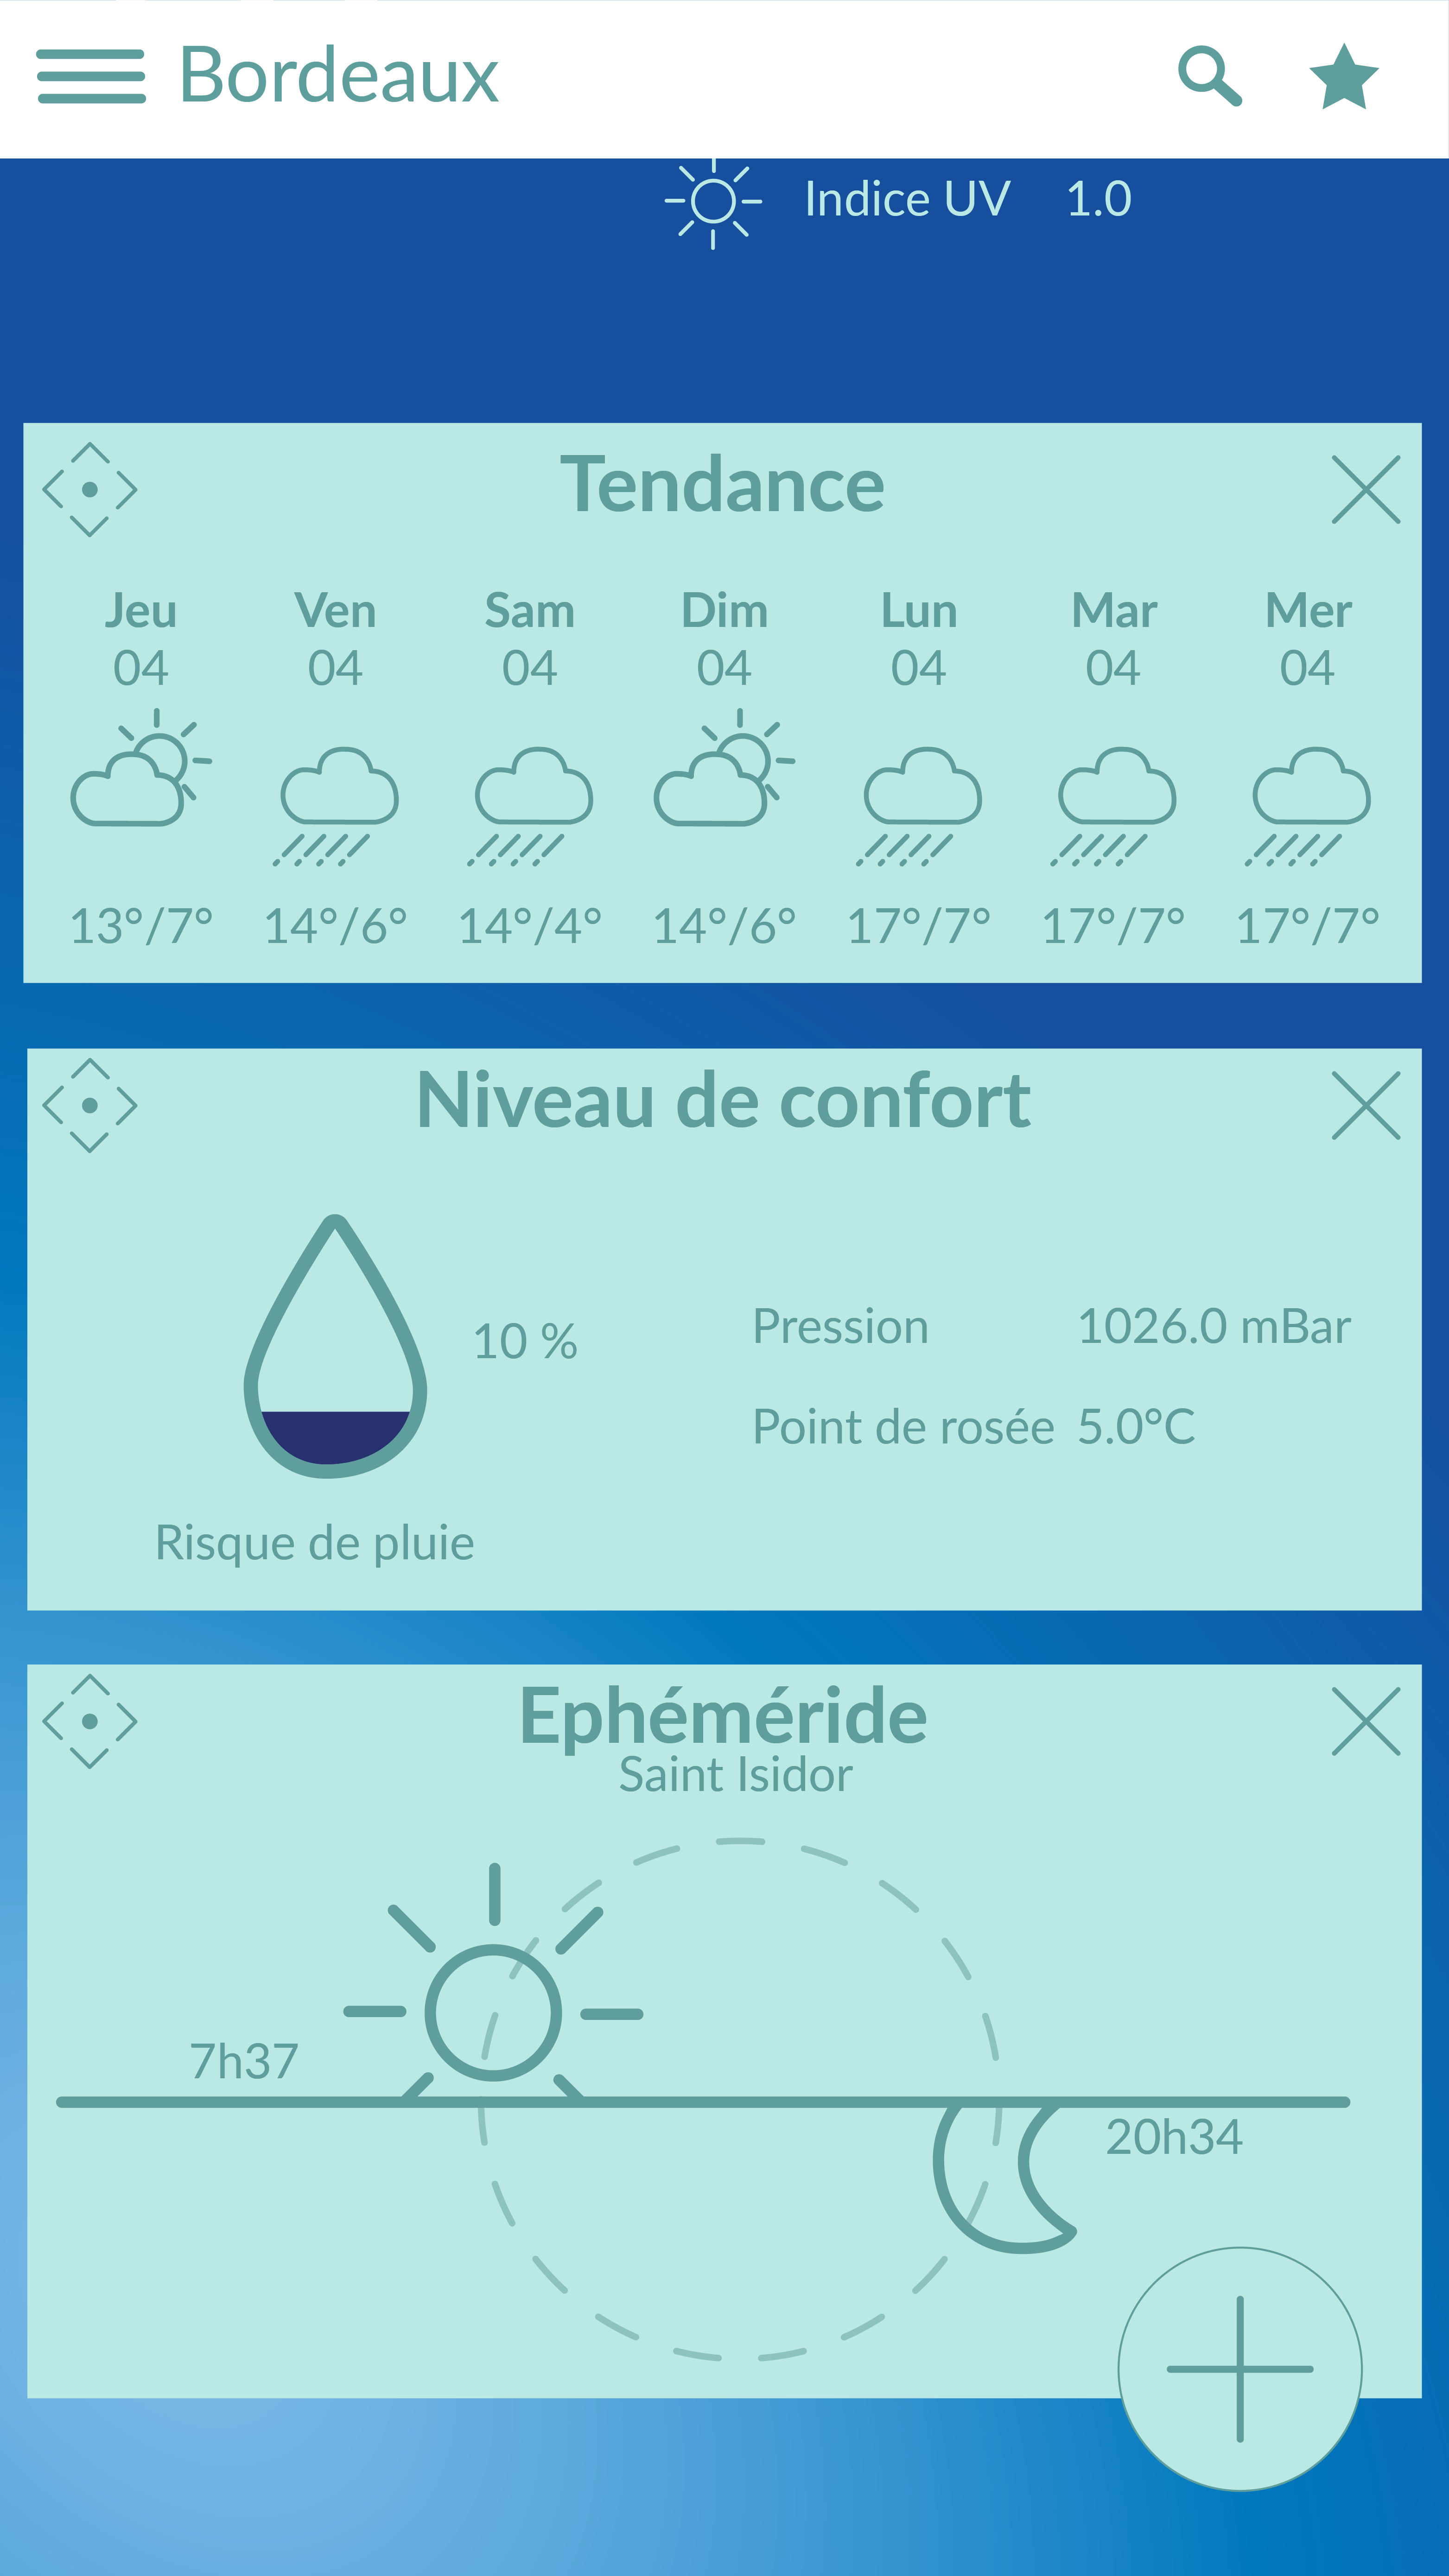 Bordeaux
Indice UV 1.0
Tendance
Jeu Ven Sam Dim Lun Mar Mer
04 04 04 04 04 04 04
13°/7° 14°/6° 14°/4° 14°/6° 17°/7° 17°/7° 17°/7°
Niveau de confort
10 %
Pression 1026.0 mBar
Point de rosée 5.0°C
Risque de pluie
Ephéméride
Saint Isidor
7h37
20h34